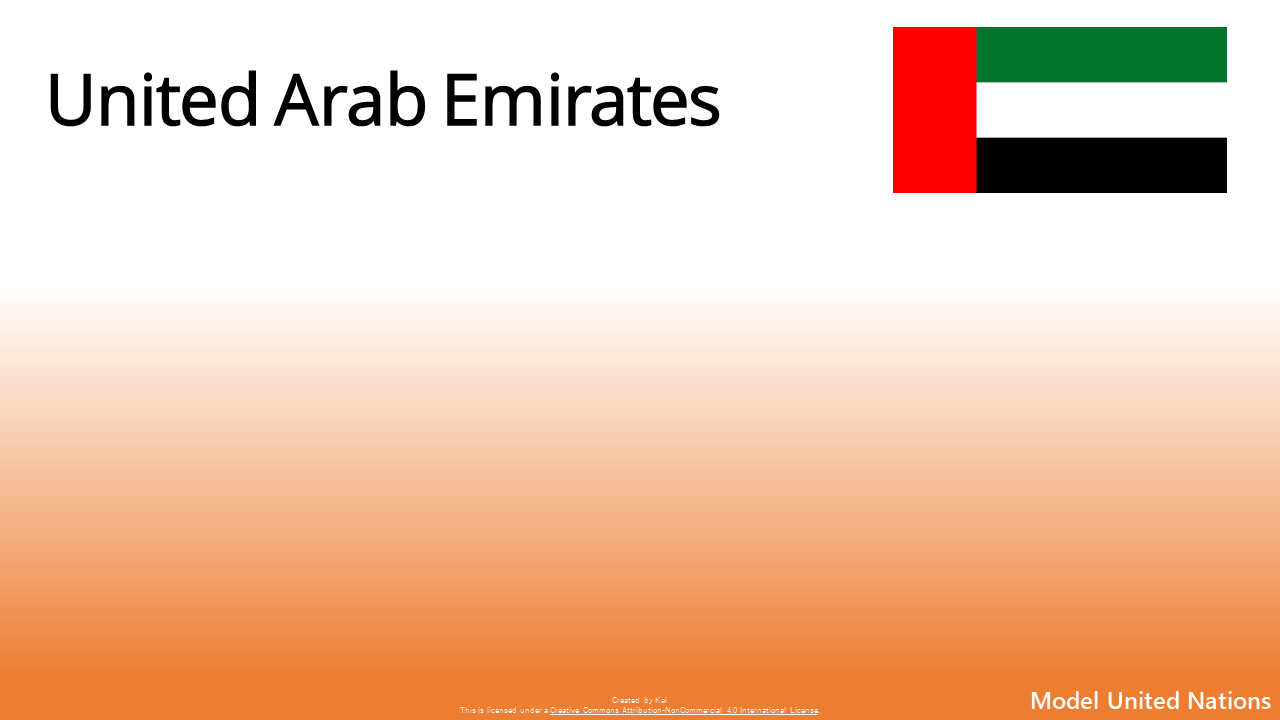 United Arab Emirates
Created by Kai
This is licensed under a Creative Commons Attribution-NonCommercial 4.0 International License.
Model United Nations